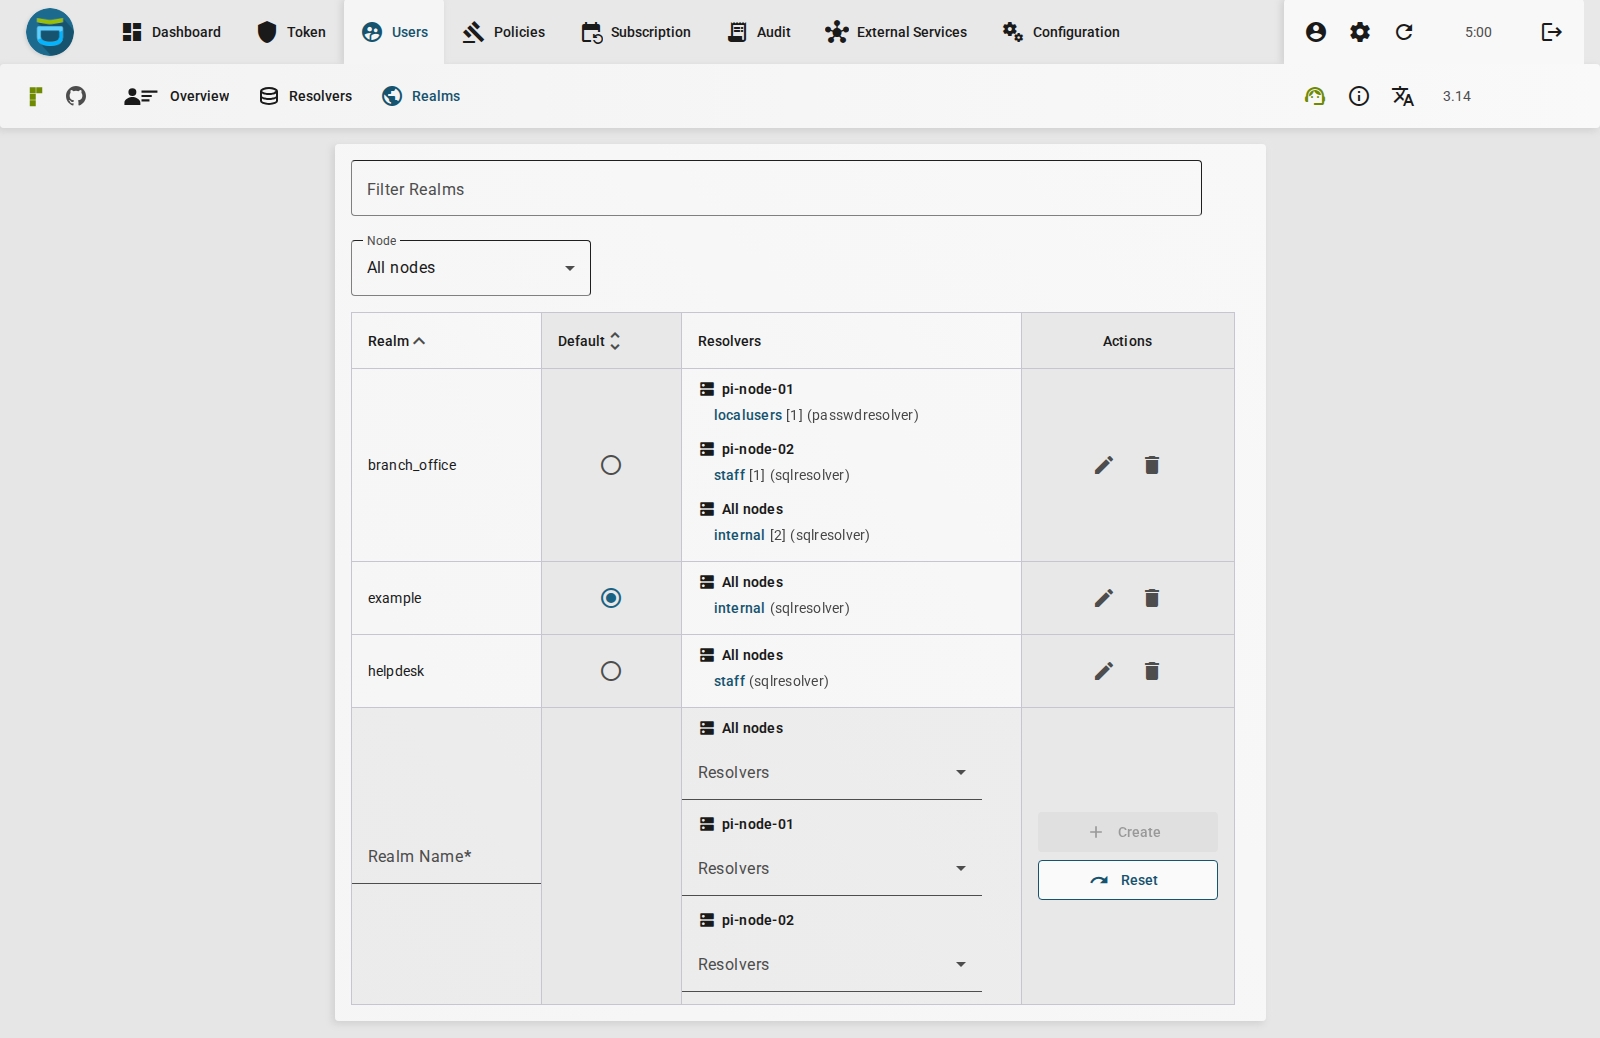 Dashboard Token Users Policies Subscription Audit External Services Configuration 5:00
Overview Resolvers Realms 3.14
Filter Realms
Node
All nodes
Realm Default Resolvers Actions
branch_office
pi-node-01
localusers [1] (passwdresolver)
pi-node-02
staff [1] (sqlresolver)
All nodes
internal [2] (sqlresolver)
example
All nodes
internal (sqlresolver)
helpdesk
All nodes
staff (sqlresolver)
Realm Name*
All nodes
Resolvers
pi-node-01
Resolvers
pi-node-02
Resolvers
Create
Reset